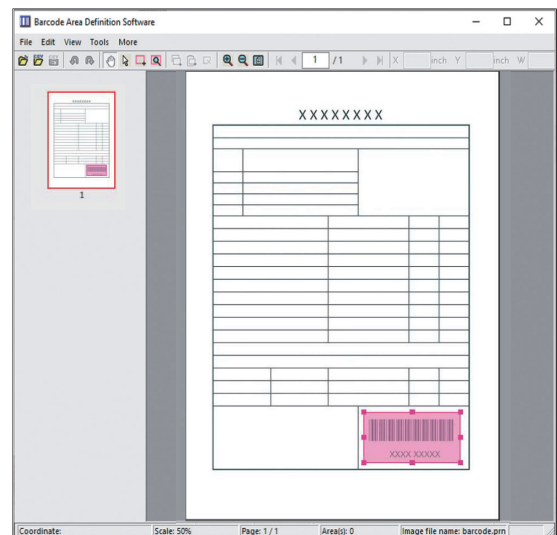 Barcode Area Definition Software
File Edit View Tools More
1 / 1 X inch Y inch W
XXXXXXXX
1
XXXX XXXXX
Coordinate: Scale: 50% Page: 1 / 1 Area(s): 0 Image file name: barcode.prn